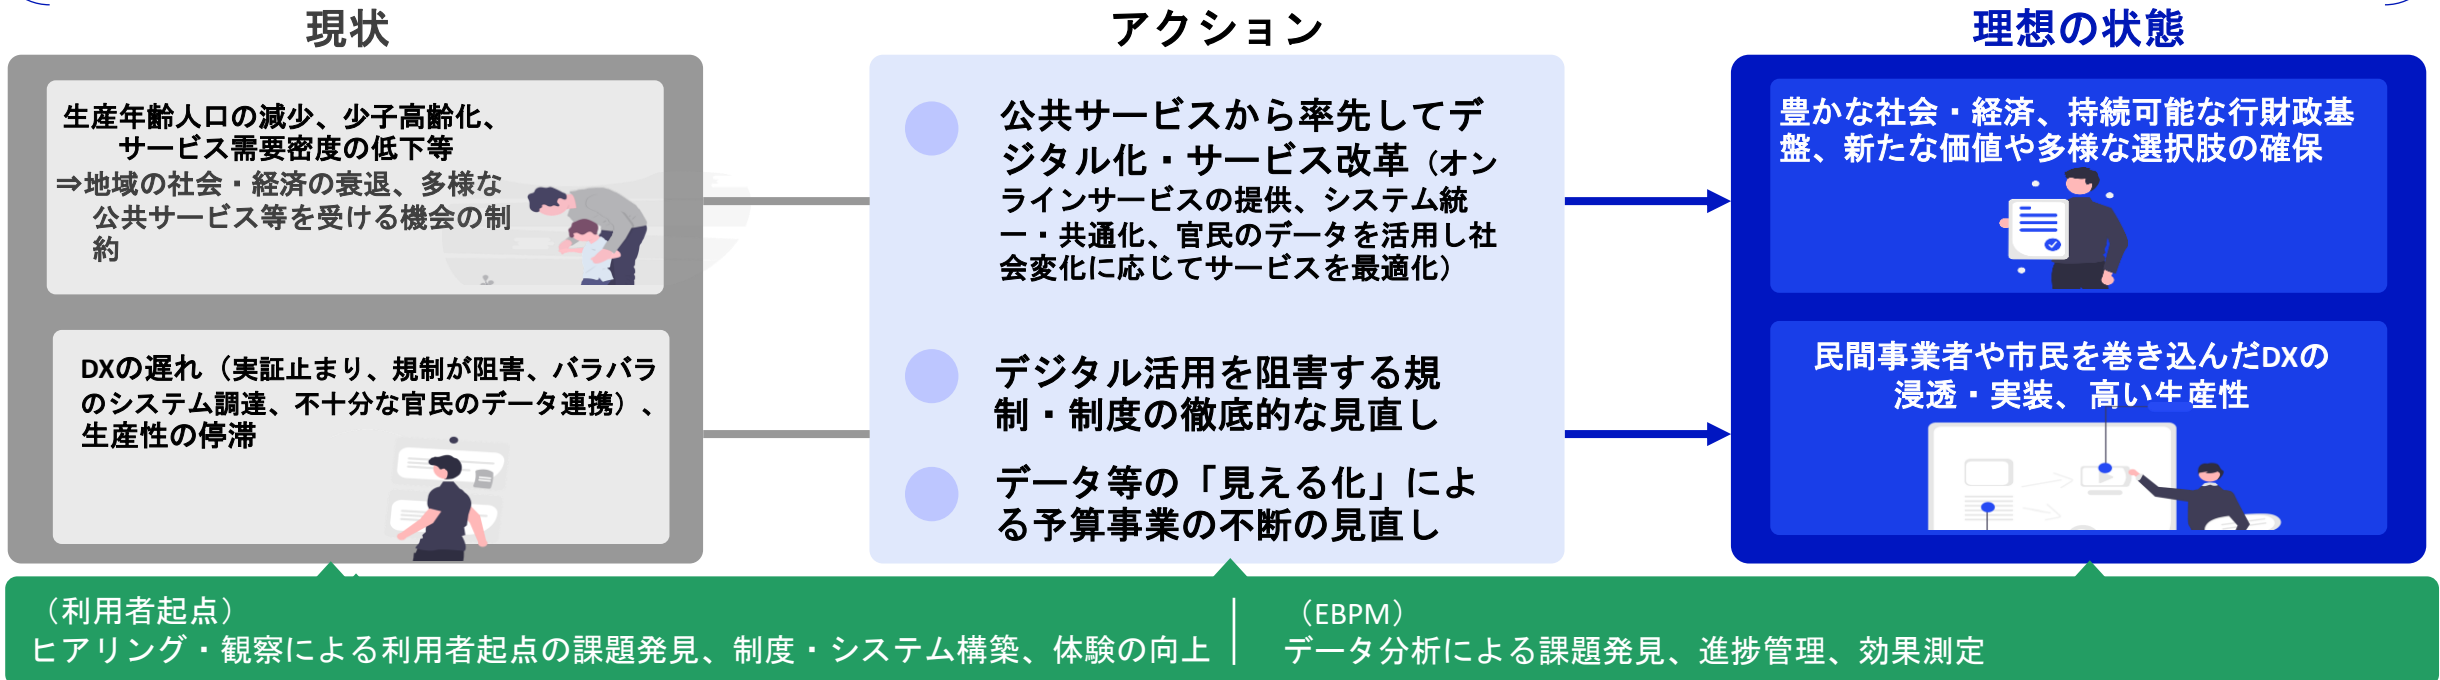 現状
生産年齢人口の減少、少子高齢化、
サービス需要密度の低下等
⇒地域の社会・経済の衰退、多様な
公共サービス等を受ける機会の制
約
DXの遅れ（実証止まり、規制が阻害、バラバラ
のシステム調達、不十分な官民のデータ連携）、
生産性の停滞
アクション
公共サービスから率先してデ
ジタル化・サービス改革（オン
ラインサービスの提供、システム統
一・共通化、官民のデータを活用し社
会変化に応じてサービスを最適化）
デジタル活用を阻害する規
制・制度の徹底的な見直し
データ等の「見える化」によ
る予算事業の不断の見直し
理想の状態
豊かな社会・経済、持続可能な行財政基
盤、新たな価値や多様な選択肢の確保
民間事業者や市民を巻き込んだDXの
浸透・実装、高い生産性
（利用者起点）
ヒアリング・観察による利用者起点の課題発見、制度・システム構築、体験の向上
（EBPM）
データ分析による課題発見、進捗管理、効果測定